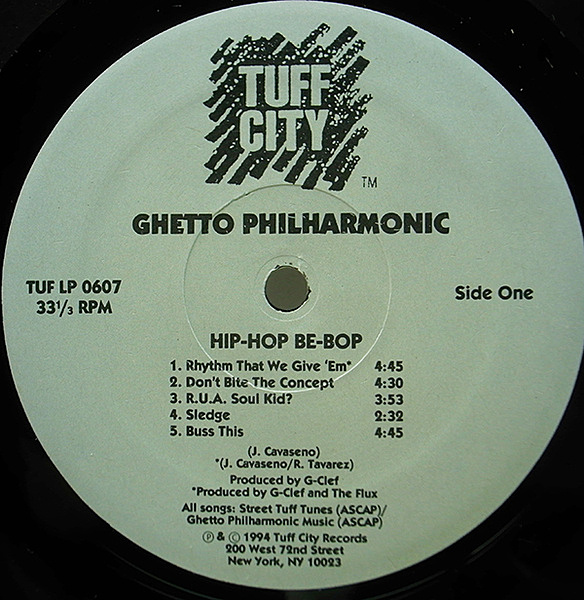 TUFF
CITY
TM
GHETTO PHILHARMONIC
TUF LP 0607
33 1/3 RPM
Side One
HIP-HOP BE-BOP
1. Rhythm That We Give 'Em* 4:45
2. Don't Bite The Concept 4:30
3. R.U.A. Soul Kid? 3:53
4. Sledge 2:32
5. Buss This 4:45
(J. Cavaseno)
*(J. Cavaseno/R. Tavarez)
Produced by G-Clef
*Produced by G-Clef and The Flux
All songs: Street Tuff Tunes (ASCAP)/
Ghetto Philharmonic Music (ASCAP)
℗ & © 1994 Tuff City Records
200 West 72nd Street
New York, NY 10023